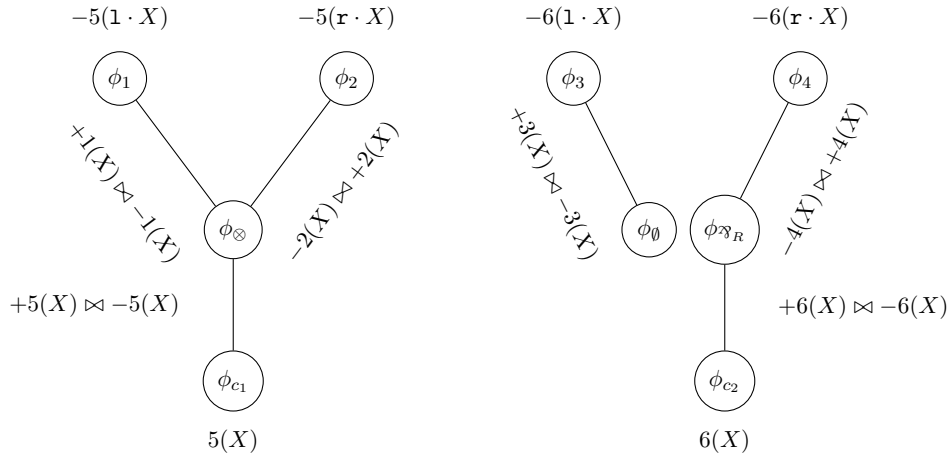 −5(l · X) −5(r · X) −6(l · X) −6(r · X)
ϕ₁ ϕ₂ ϕ₃ ϕ₄
+1(X) ⋈ −1(X) −2(X) ⋈ +2(X) +3(X) ⋈ −3(X) −4(X) ⋈ +4(X)
ϕ⊗ ϕ∅ ϕ⅋_R
+5(X) ⋈ −5(X) +6(X) ⋈ −6(X)
ϕc₁ ϕc₂
5(X) 6(X)